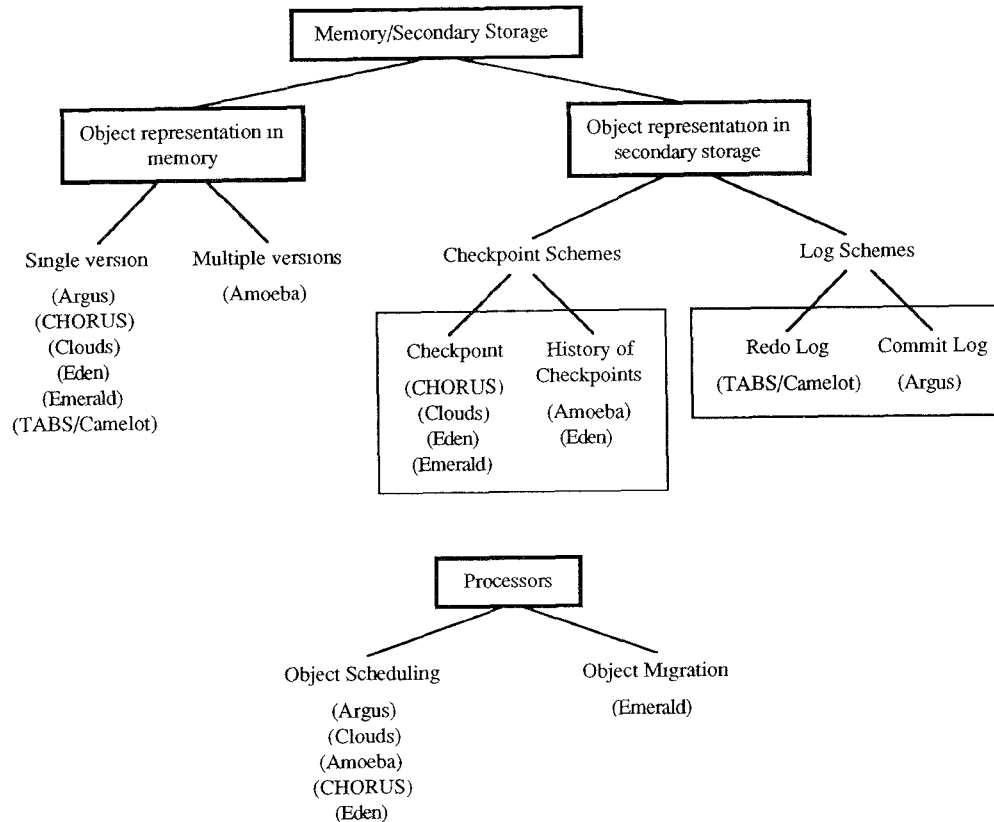 Memory/Secondary Storage
Object representation in
memory
Object representation in
secondary storage
Single version
(Argus)
(CHORUS)
(Clouds)
(Eden)
(Emerald)
(TABS/Camelot)
Multiple versions
(Amoeba)
Checkpoint Schemes
Checkpoint
(CHORUS)
(Clouds)
(Eden)
(Emerald)
History of
Checkpoints
(Amoeba)
(Eden)
Log Schemes
Redo Log
(TABS/Camelot)
Commit Log
(Argus)
Processors
Object Scheduling
(Argus)
(Clouds)
(Amoeba)
(CHORUS)
(Eden)
Object Migration
(Emerald)